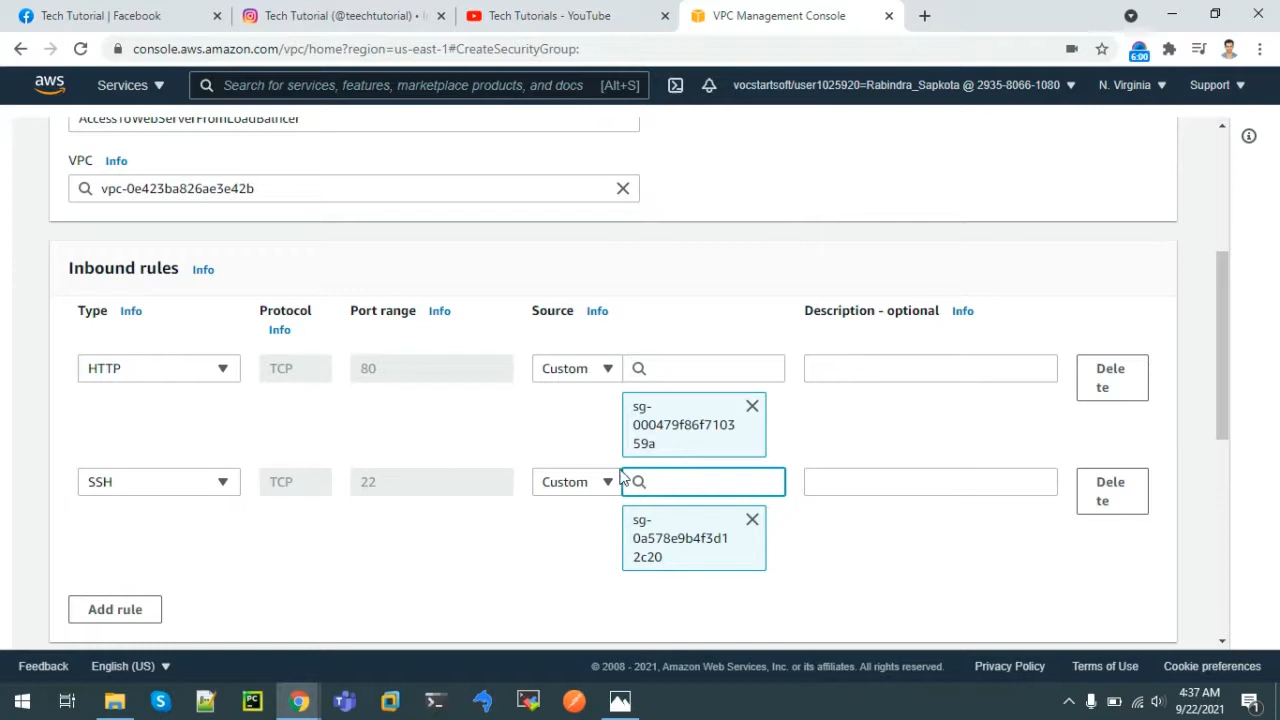 Tech Tutorial | Facebook
Tech Tutorial (@teechtutorial) •
Tech Tutorials - YouTube
VPC Management Console
console.aws.amazon.com/vpc/home?region=us-east-1#CreateSecurityGroup:
6:00
aws
Services
Search for services, features, marketplace products, and docs [Alt+S]
vocstartsoft/user1025920=Rabindra_Sapkota @ 2935-8066-1080
N. Virginia
Support
AccessToWebServerFromLoadBalncer
VPC Info
vpc-0e423ba826ae3e42b
Inbound rules Info
Type Info
Protocol Info
Port range Info
Source Info
Description - optional Info
HTTP
TCP
80
Custom
Dele
te
sg-
000479f86f7103
59a
SSH
TCP
22
Custom
Dele
te
sg-
0a578e9b4f3d1
2c20
Add rule
Feedback
English (US)
© 2008 - 2021, Amazon Web Services, Inc. or its affiliates. All rights reserved.
Privacy Policy
Terms of Use
Cookie preferences
4:37 AM
9/22/2021